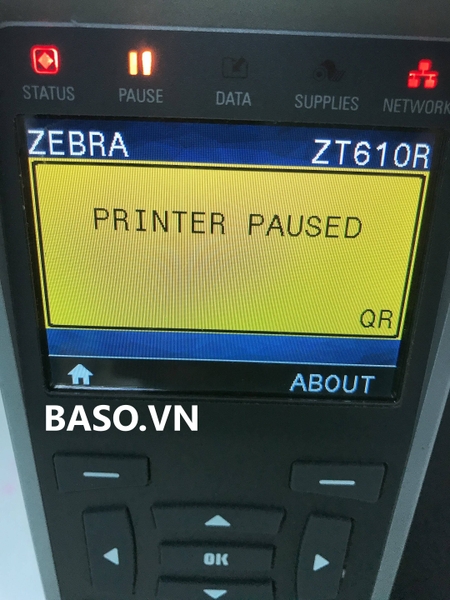 STATUS
PAUSE
DATA
SUPPLIES
NETWORK
ZEBRA
ZT610R
PRINTER PAUSED
QR
ABOUT
BASO.VN
OK